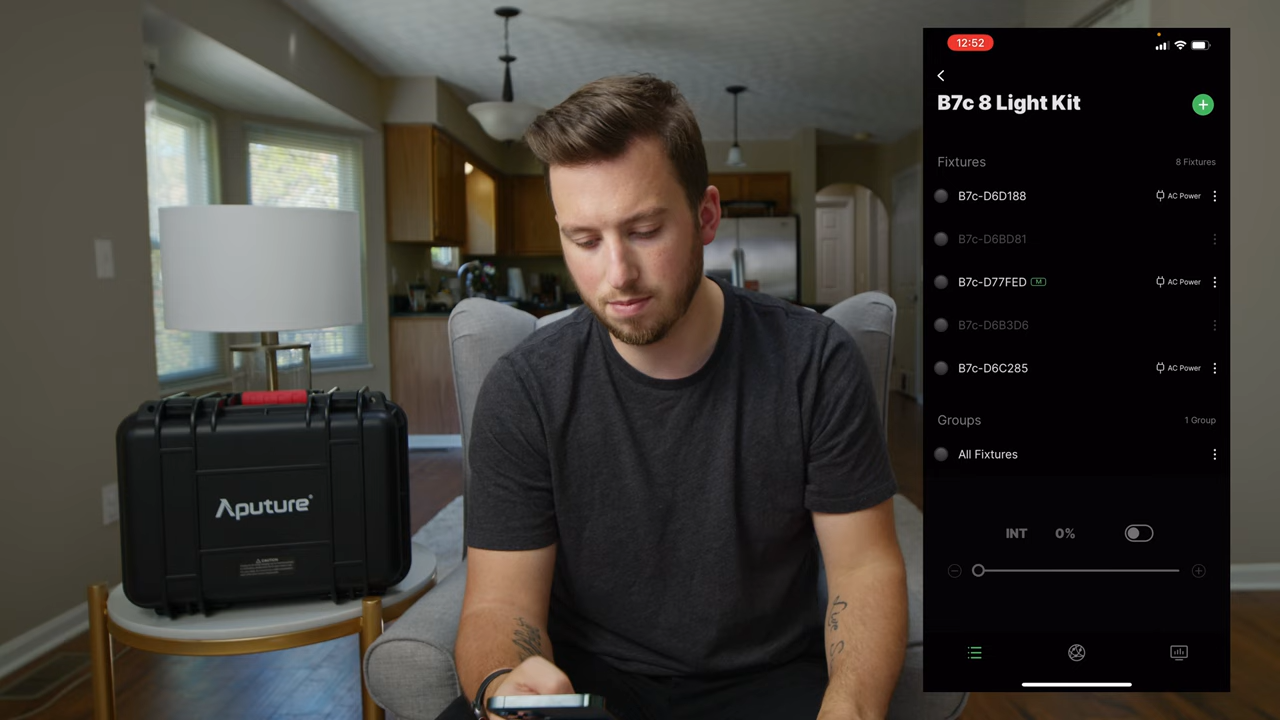 Aputure®
CAUTION
12:52
B7c 8 Light Kit
Fixtures 8 Fixtures
B7c-D6D188 AC Power
B7c-D6BD81
B7c-D77FED M AC Power
B7c-D6B3D6
B7c-D6C285 AC Power
Groups 1 Group
All Fixtures
INT 0%